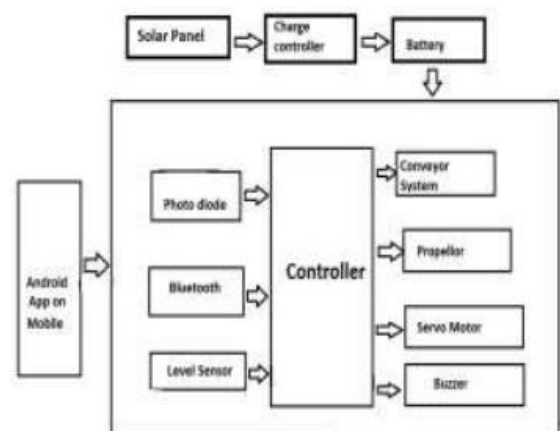 Solar Panel
Charge
controller
Battery
Conveyor
System
Photo diode
Controller
Propellor
Android
App on
Mobile
Bluetooth
Servo Motor
Level Sensor
Buzzer